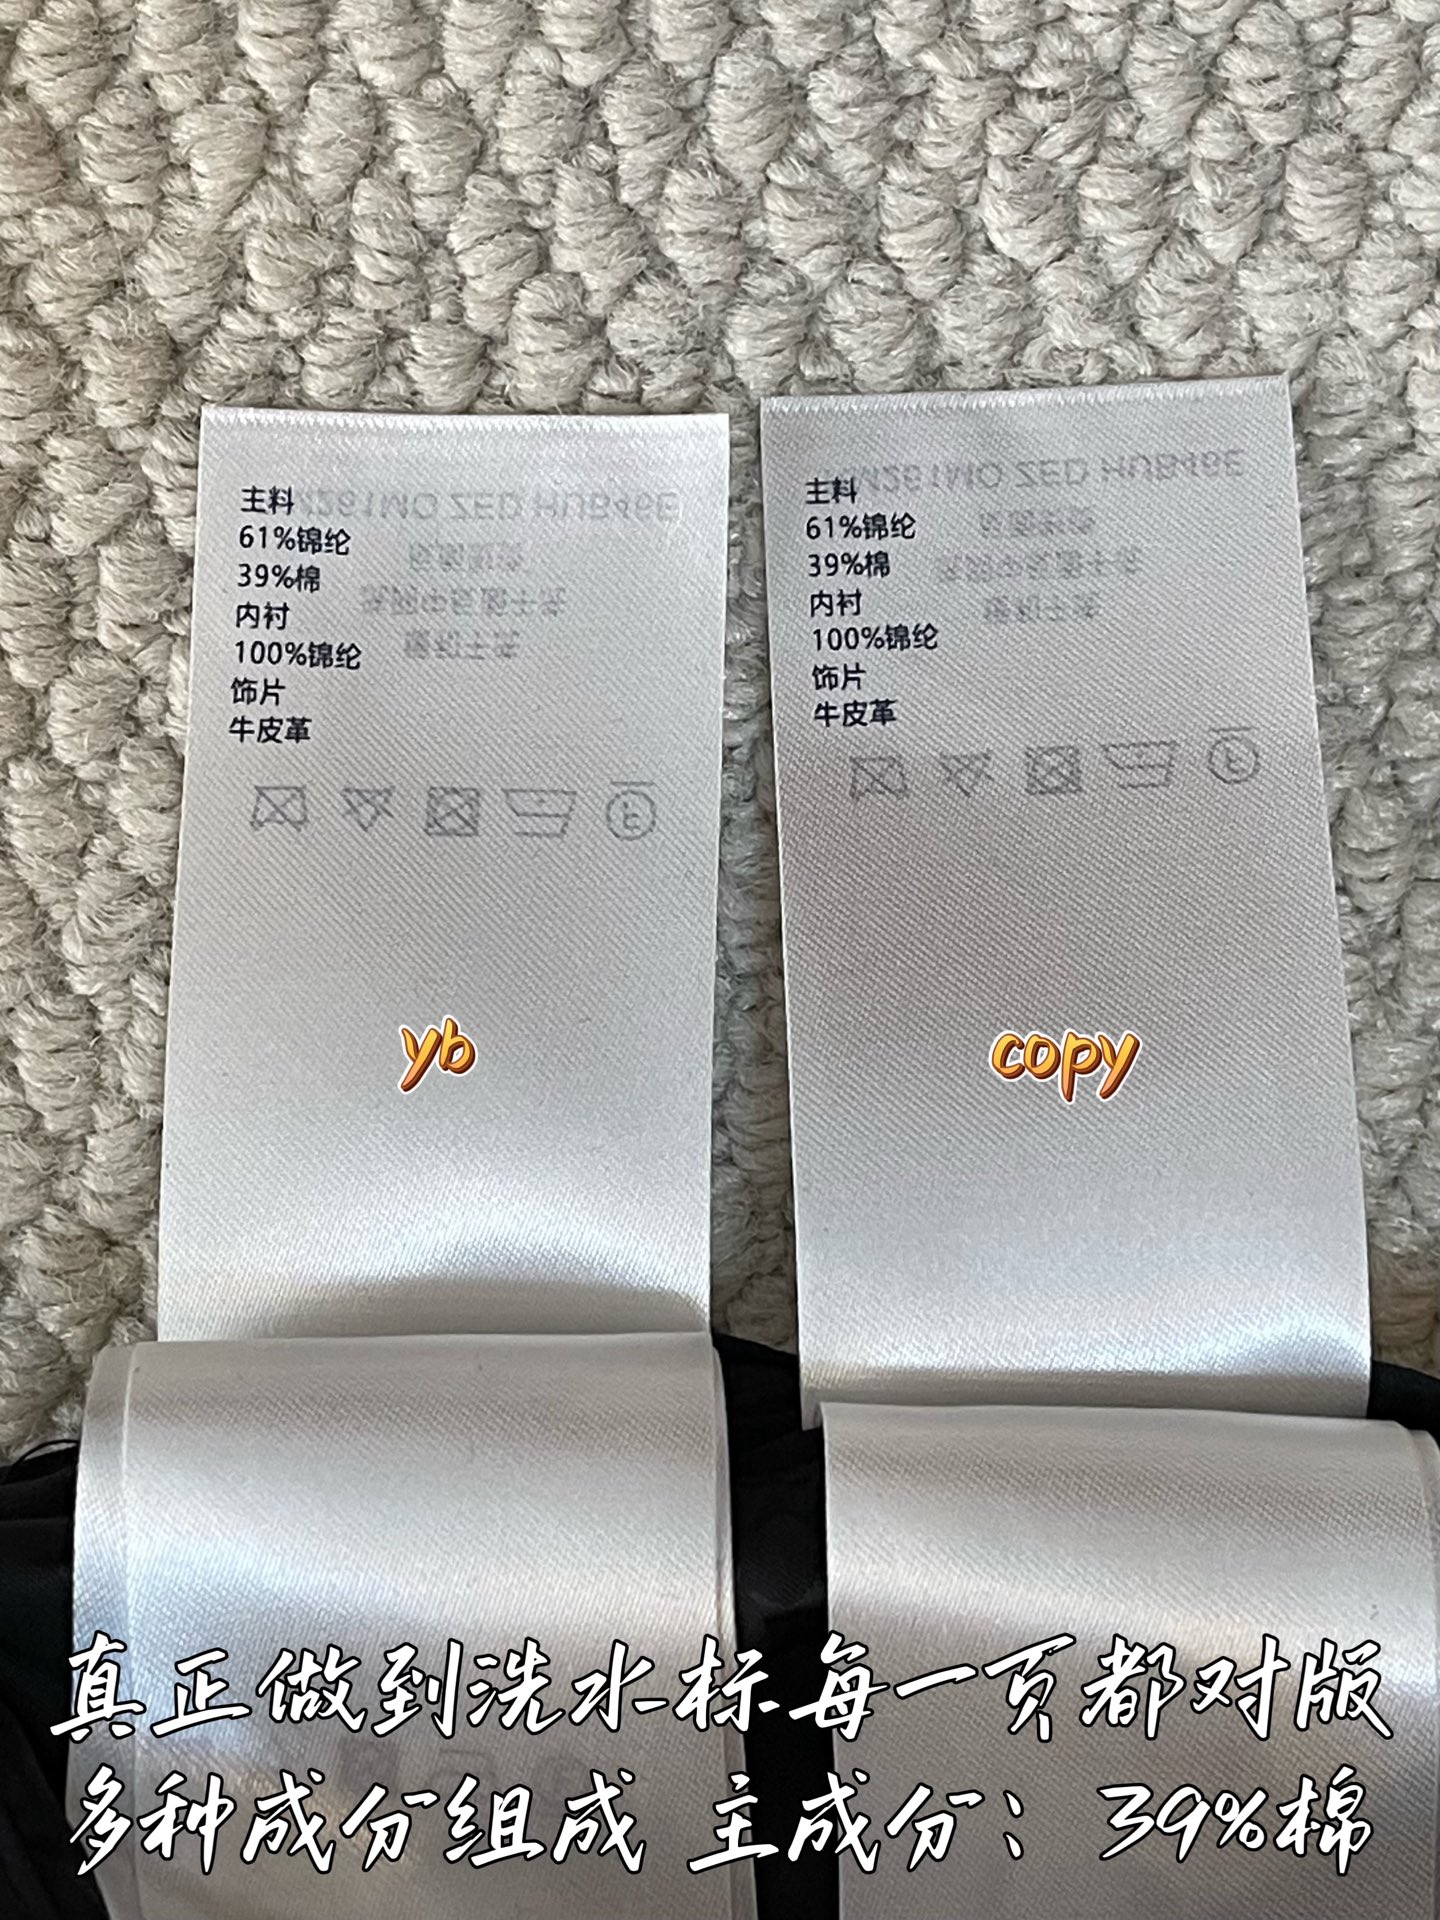 主料
61%锦纶
39%棉
内衬
100%锦纶
饰片
牛皮革
主料
61%锦纶
39%棉
内衬
100%锦纶
饰片
牛皮革
yb
copy
真正做到洗水标每一页都对版
多种成分组成 主成分：39%棉